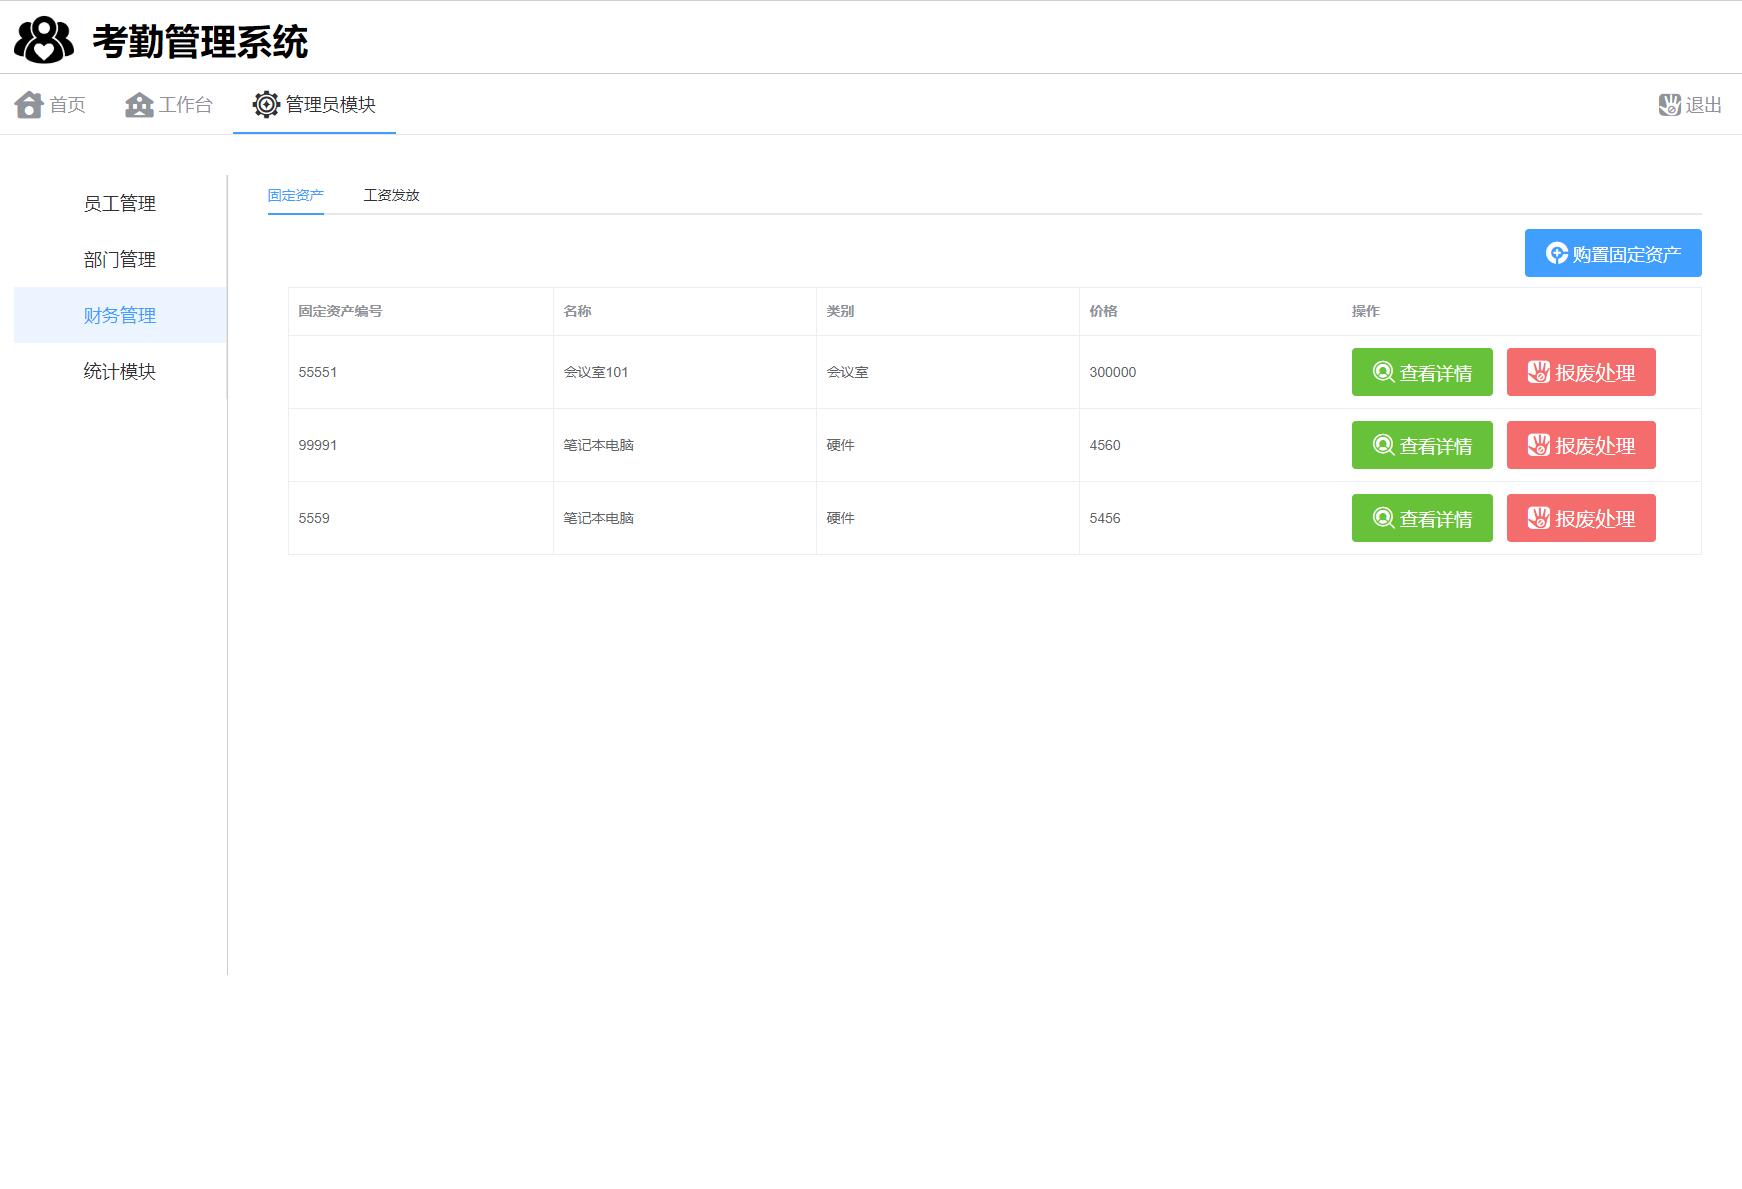 考勤管理系统
首页 工作台 管理员模块 退出
员工管理
部门管理
财务管理
统计模块
固定资产 工资发放
购置固定资产
固定资产编号 名称 类别 价格 操作
55551 会议室101 会议室 300000 查看详情 报废处理
99991 笔记本电脑 硬件 4560 查看详情 报废处理
5559 笔记本电脑 硬件 5456 查看详情 报废处理